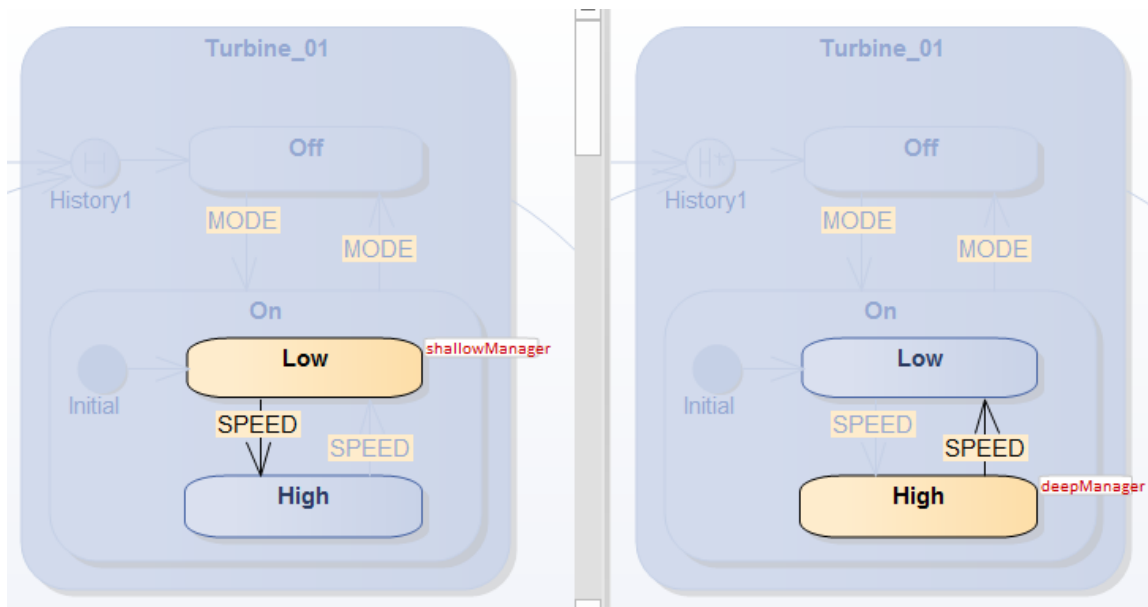 Turbine_01
Off
H
History1
MODE
MODE
On
Low
shallowManager
Initial
SPEED
SPEED
High
Turbine_01
Off
H*
History1
MODE
MODE
On
Low
Initial
SPEED
SPEED
High
deepManager